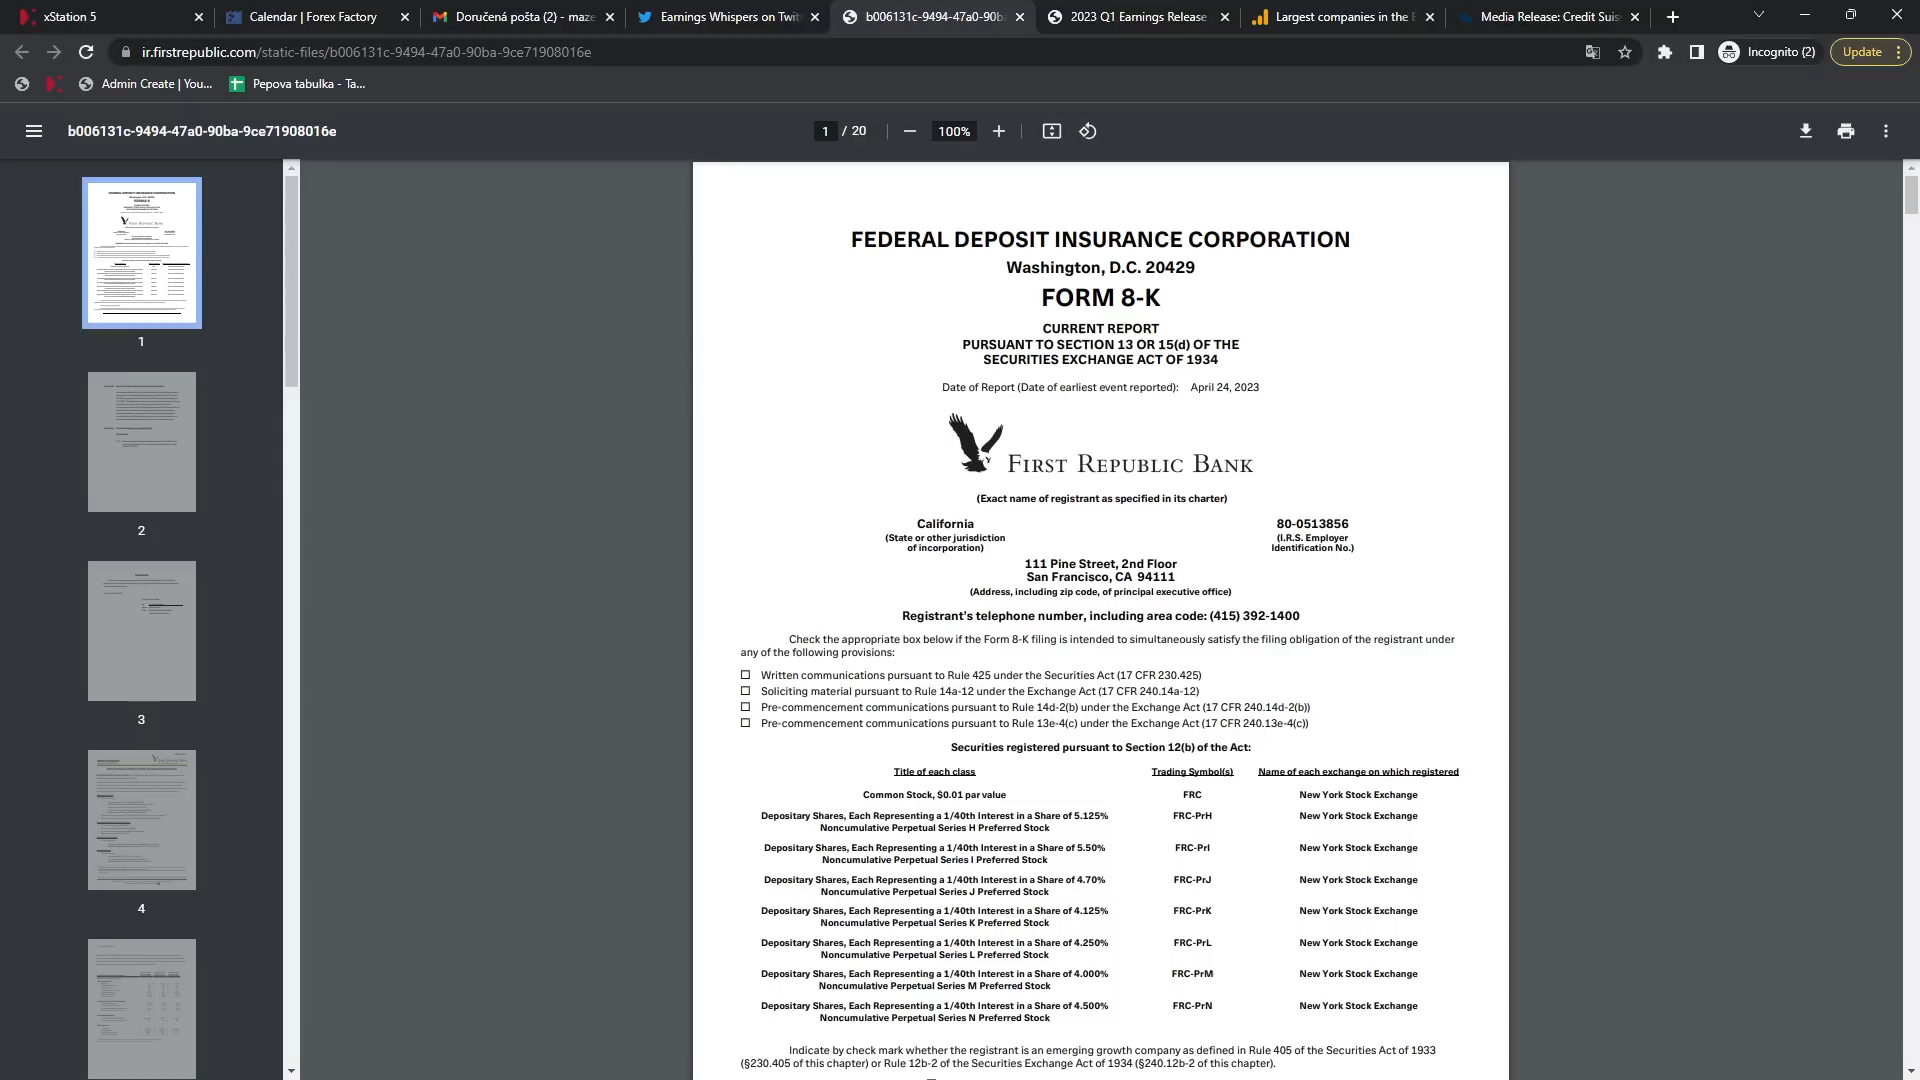 xStation 5
Calendar | Forex Factory
Doručená pošta (2) - maze
Earnings Whispers on Twit
b006131c-9494-47a0-90ba
2023 Q1 Earnings Release
Largest companies in the E
Media Release: Credit Suis
ir.firstrepublic.com/static-files/b006131c-9494-47a0-90ba-9ce71908016e
Incognito (2)
Update
Admin Create | You...
Pepova tabulka - Ta...
b006131c-9494-47a0-90ba-9ce71908016e
1 / 20
100%
1
2
3
4
FEDERAL DEPOSIT INSURANCE CORPORATION
Washington, D.C. 20429
FORM 8-K
CURRENT REPORT
PURSUANT TO SECTION 13 OR 15(d) OF THE
SECURITIES EXCHANGE ACT OF 1934
Date of Report (Date of earliest event reported): April 24, 2023
FIRST REPUBLIC BANK
(Exact name of registrant as specified in its charter)
California 80-0513856
(State or other jurisdiction (I.R.S. Employer
of incorporation) Identification No.)
111 Pine Street, 2nd Floor
San Francisco, CA 94111
(Address, including zip code, of principal executive office)
Registrant's telephone number, including area code: (415) 392-1400
Check the appropriate box below if the Form 8-K filing is intended to simultaneously satisfy the filing obligation of the registrant under
any of the following provisions:
☐ Written communications pursuant to Rule 425 under the Securities Act (17 CFR 230.425)
☐ Soliciting material pursuant to Rule 14a-12 under the Exchange Act (17 CFR 240.14a-12)
☐ Pre-commencement communications pursuant to Rule 14d-2(b) under the Exchange Act (17 CFR 240.14d-2(b))
☐ Pre-commencement communications pursuant to Rule 13e-4(c) under the Exchange Act (17 CFR 240.13e-4(c))
Securities registered pursuant to Section 12(b) of the Act:
Title of each class Trading Symbol(s) Name of each exchange on which registered
Common Stock, $0.01 par value FRC New York Stock Exchange
Depositary Shares, Each Representing a 1/40th Interest in a Share of 5.125% FRC-PrH New York Stock Exchange
Noncumulative Perpetual Series H Preferred Stock
Depositary Shares, Each Representing a 1/40th Interest in a Share of 5.50% FRC-PrI New York Stock Exchange
Noncumulative Perpetual Series I Preferred Stock
Depositary Shares, Each Representing a 1/40th Interest in a Share of 4.70% FRC-PrJ New York Stock Exchange
Noncumulative Perpetual Series J Preferred Stock
Depositary Shares, Each Representing a 1/40th Interest in a Share of 4.125% FRC-PrK New York Stock Exchange
Noncumulative Perpetual Series K Preferred Stock
Depositary Shares, Each Representing a 1/40th Interest in a Share of 4.250% FRC-PrL New York Stock Exchange
Noncumulative Perpetual Series L Preferred Stock
Depositary Shares, Each Representing a 1/40th Interest in a Share of 4.000% FRC-PrM New York Stock Exchange
Noncumulative Perpetual Series M Preferred Stock
Depositary Shares, Each Representing a 1/40th Interest in a Share of 4.500% FRC-PrN New York Stock Exchange
Noncumulative Perpetual Series N Preferred Stock
Indicate by check mark whether the registrant is an emerging growth company as defined in Rule 405 of the Securities Act of 1933
(§230.405 of this chapter) or Rule 12b-2 of the Securities Exchange Act of 1934 (§240.12b-2 of this chapter).